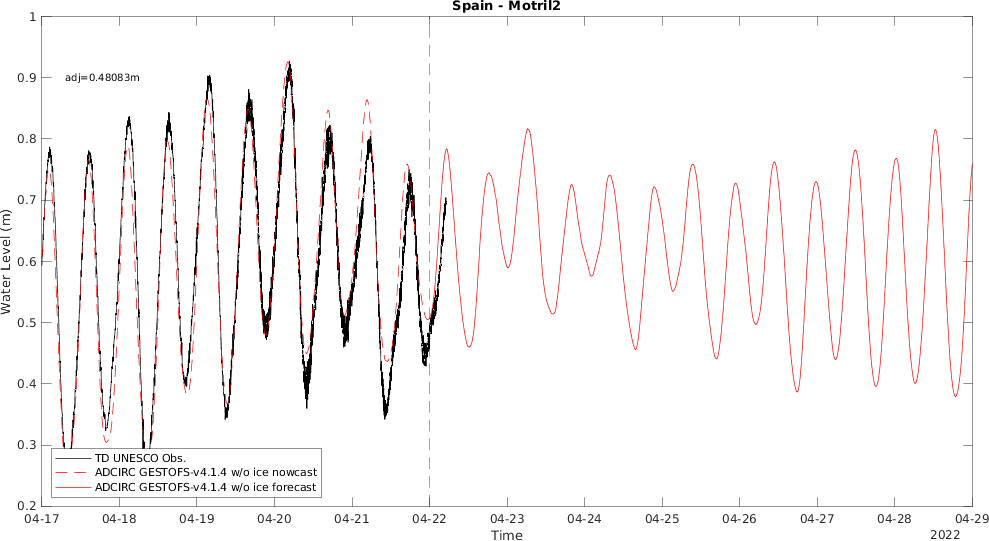 Spain - Motril2
1
0.9
0.8
0.7
0.6
0.5
0.4
0.3
0.2
Water Level (m)
adj=0.48083m
TD UNESCO Obs.
ADCIRC GESTOFS-v4.1.4 w/o ice nowcast
ADCIRC GESTOFS-v4.1.4 w/o ice forecast
04-17 04-18 04-19 04-20 04-21 04-22 04-23 04-24 04-25 04-26 04-27 04-28 04-29
Time
2022